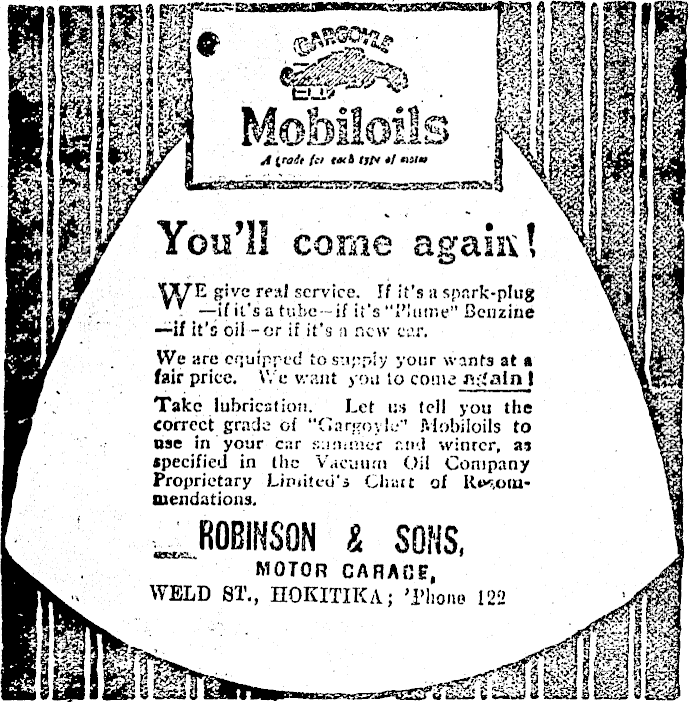 GARGOYLE
Mobiloils
A grade for each type of motor
You'll come again!
WE give real service. If it's a spark-plug
—if it's a tube—if it's "Plume" Benzine
—if it's oil—or if it's a new car.
We are equipped to supply your wants at a
fair price. We want you to come again!
Take lubrication. Let us tell you the
correct grade of "Gargoyle" Mobiloils to
use in your car summer and winter, as
specified in the Vacuum Oil Company
Proprietary Limited's Chart of Recom-
mendations.
ROBINSON & SONS,
MOTOR GARAGE,
WELD ST., HOKITIKA; 'Phone 122